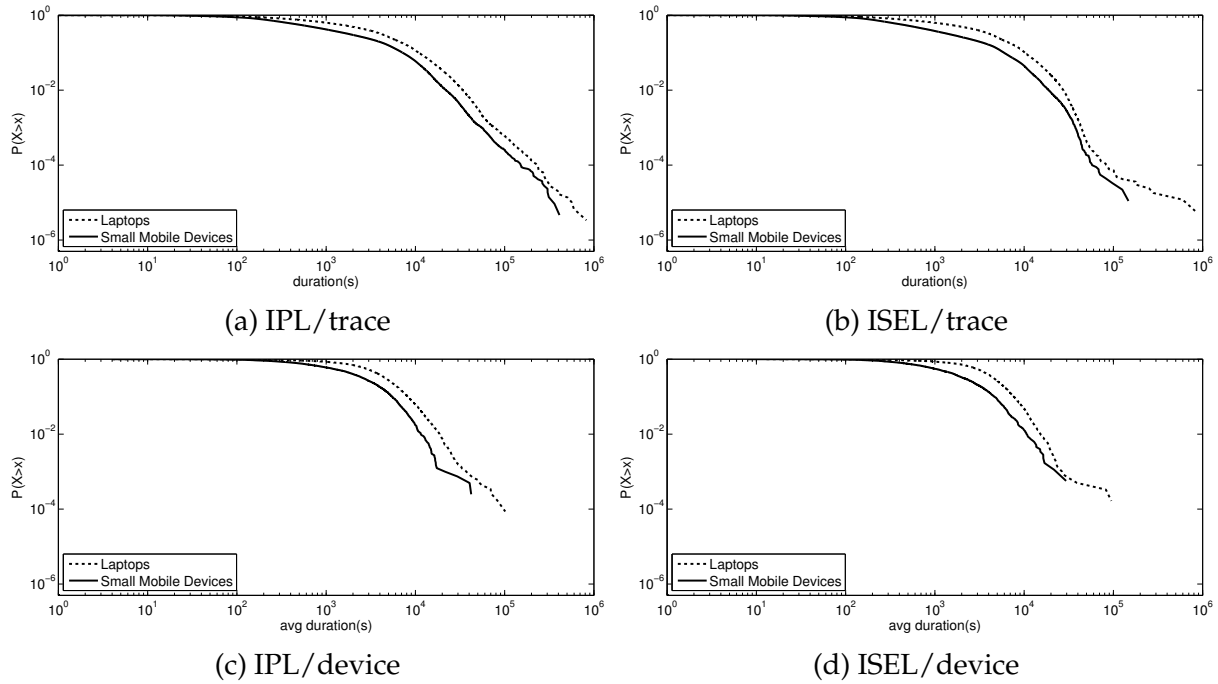 10^0
10^-2
P(X>x)
10^-4
10^-6
Laptops
Small Mobile Devices
10^0 10^1 10^2 10^3 10^4 10^5 10^6
duration(s)
(a) IPL/trace
10^0
10^-2
P(X>x)
10^-4
10^-6
Laptops
Small Mobile Devices
10^0 10^1 10^2 10^3 10^4 10^5 10^6
duration(s)
(b) ISEL/trace
10^0
10^-2
P(X>x)
10^-4
10^-6
Laptops
Small Mobile Devices
10^0 10^1 10^2 10^3 10^4 10^5 10^6
avg duration(s)
(c) IPL/device
10^0
10^-2
P(X>x)
10^-4
10^-6
Laptops
Small Mobile Devices
10^0 10^1 10^2 10^3 10^4 10^5 10^6
avg duration(s)
(d) ISEL/device